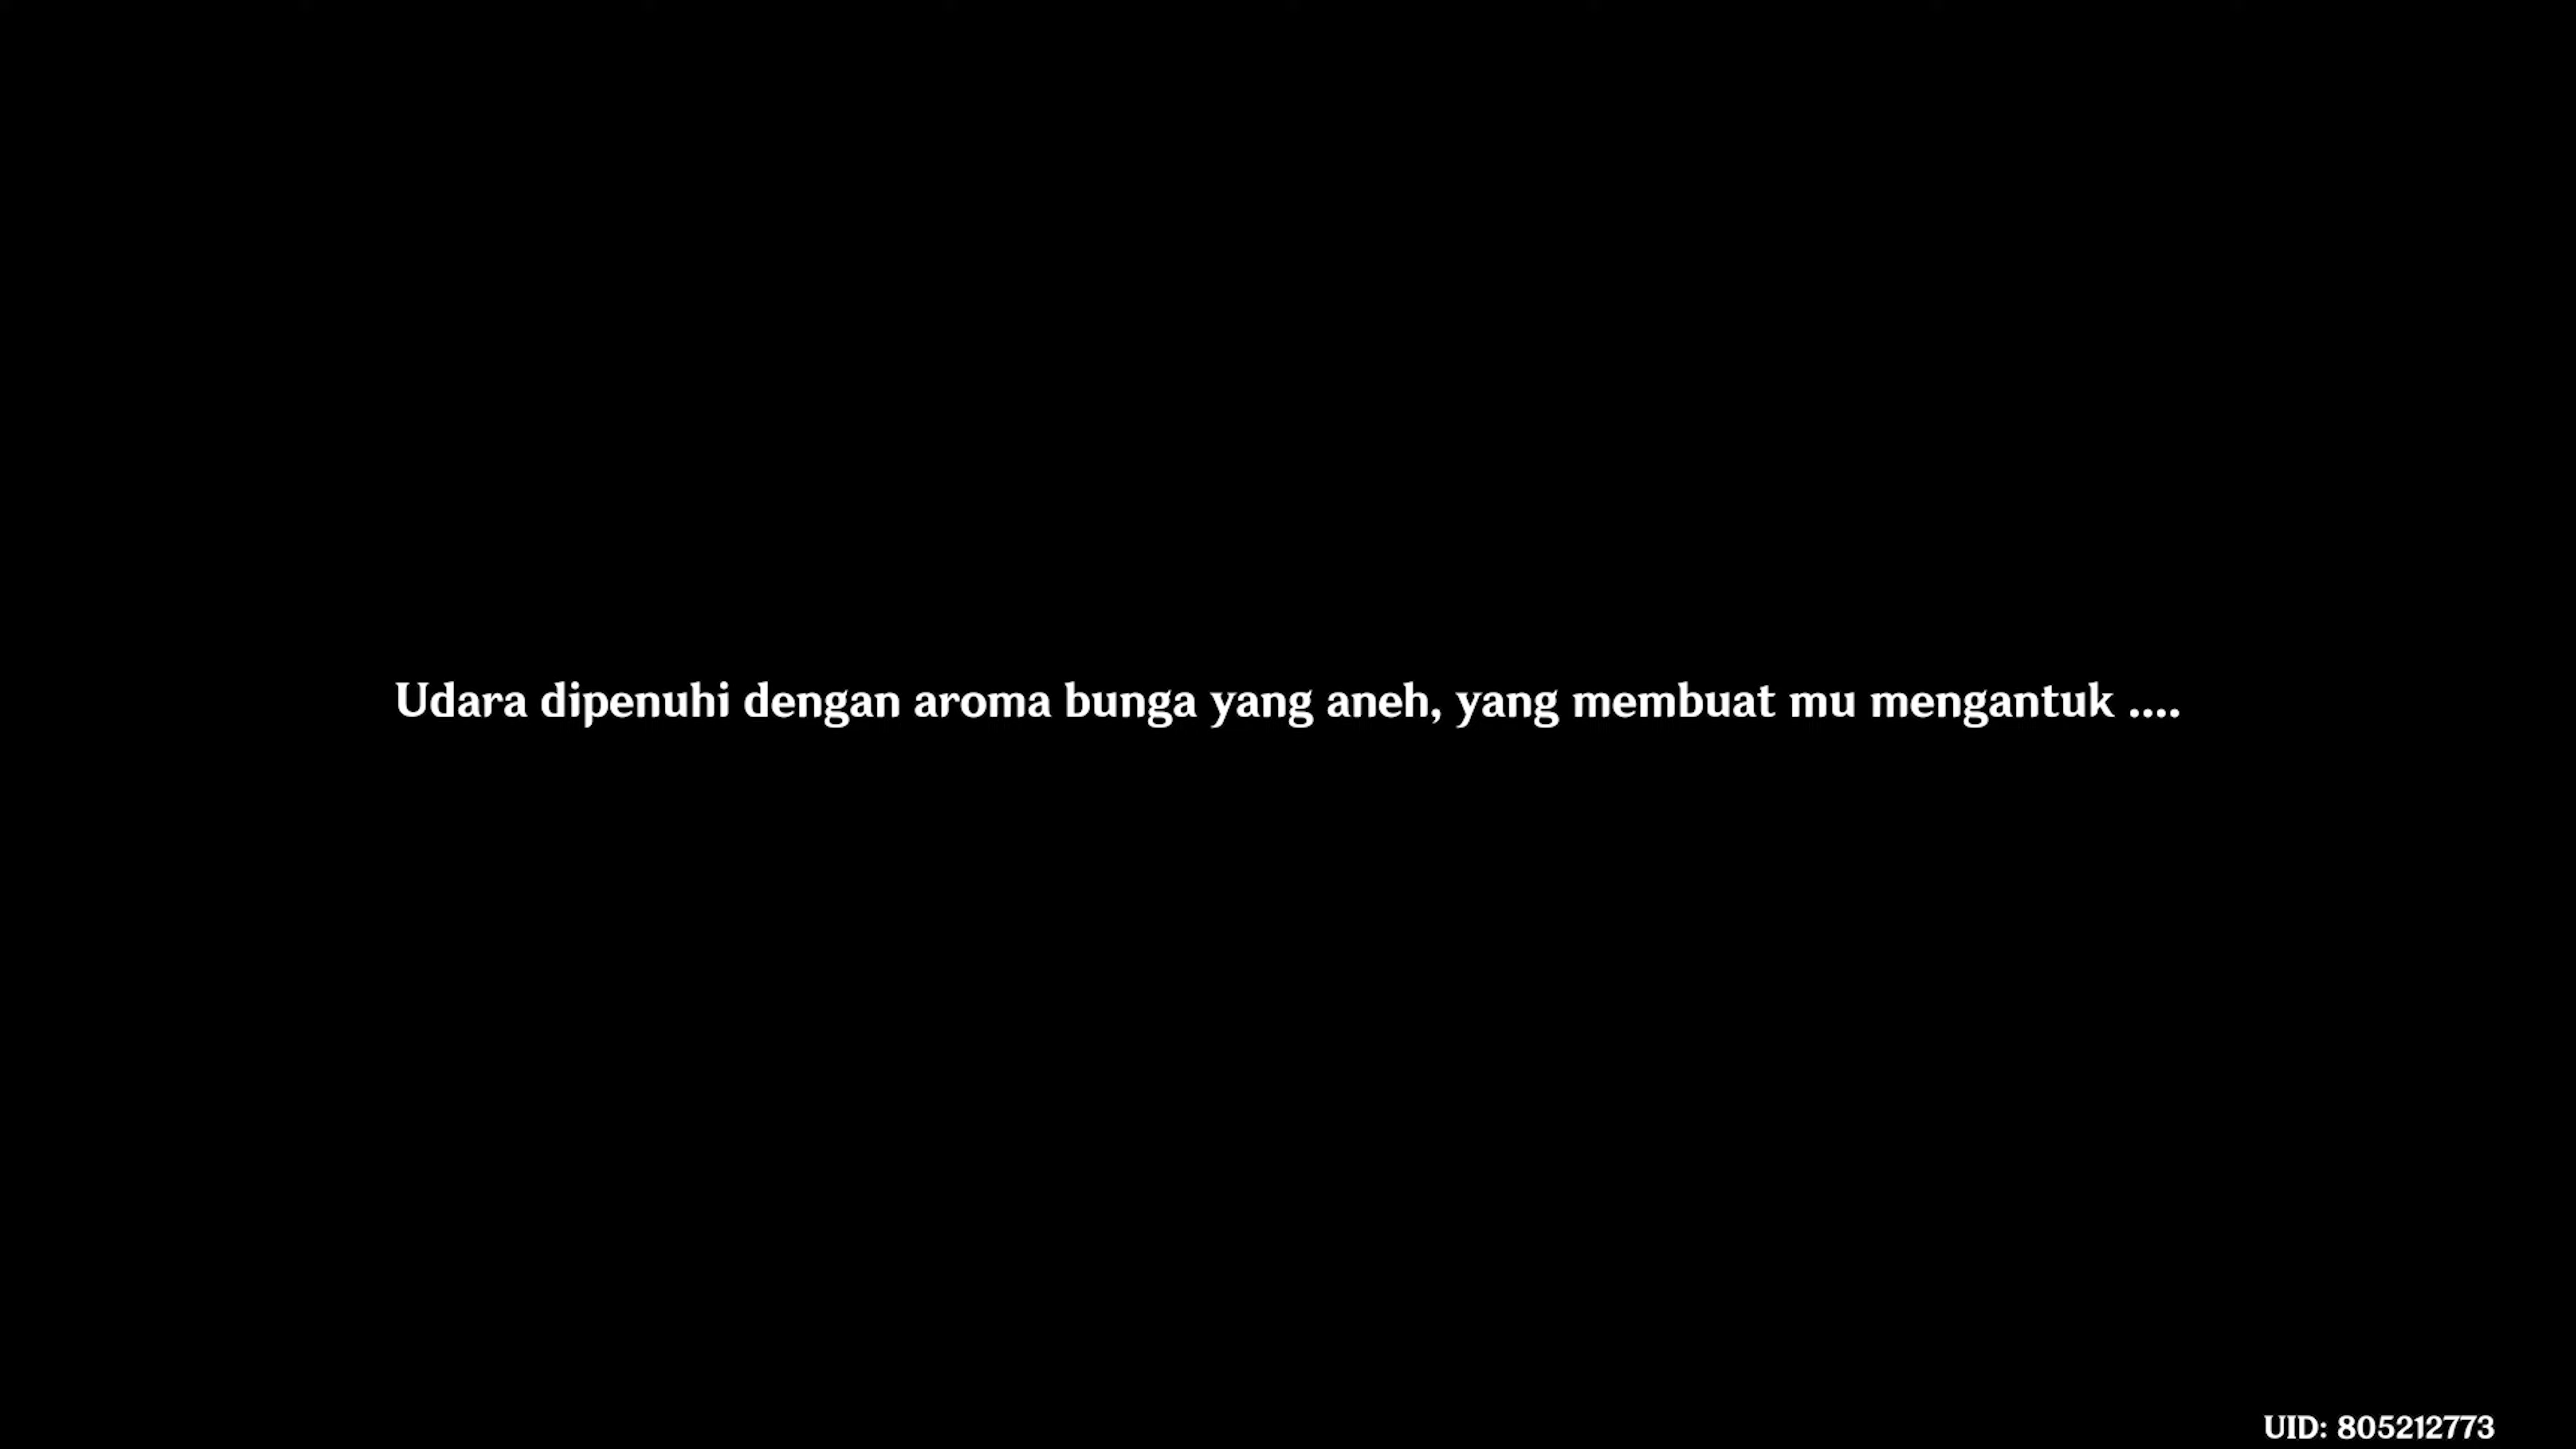 Udara dipenuhi dengan aroma bunga yang aneh, yang membuat mu mengantuk ....
UID: 805212773